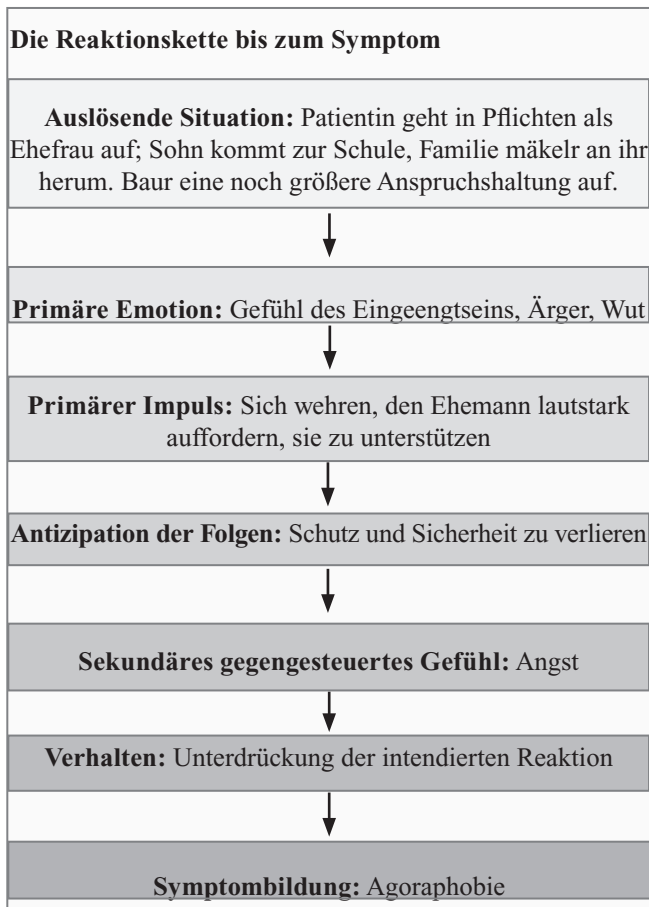 Die Reaktionskette bis zum Symptom
Auslösende Situation: Patientin geht in Pflichten als
Ehefrau auf; Sohn kommt zur Schule, Familie mäkelr an ihr
herum. Baur eine noch größere Anspruchshaltung auf.
Primäre Emotion: Gefühl des Eingeengtseins, Ärger, Wut
Primärer Impuls: Sich wehren, den Ehemann lautstark
auffordern, sie zu unterstützen
Antizipation der Folgen: Schutz und Sicherheit zu verlieren
Sekundäres gegengesteuertes Gefühl: Angst
Verhalten: Unterdrückung der intendierten Reaktion
Symptombildung: Agoraphobie